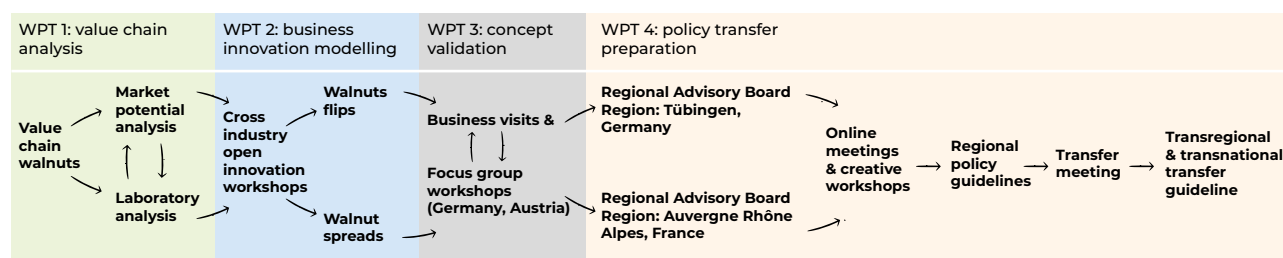 WPT 1: value chain
analysis
WPT 2: business
innovation modelling
WPT 3: concept
validation
WPT 4: policy transfer
preparation
Value
chain
walnuts
Market
potential
analysis
Laboratory
analysis
Cross
industry
open
innovation
workshops
Walnuts
flips
Walnut
spreads
Business visits &
Focus group
workshops
(Germany, Austria)
Regional Advisory Board
Region: Tübingen,
Germany
Regional Advisory Board
Region: Auvergne Rhône
Alpes, France
Online
meetings
& creative
workshops
Regional
policy
guidelines
Transfer
meeting
Transregional
& transnational
transfer
guideline